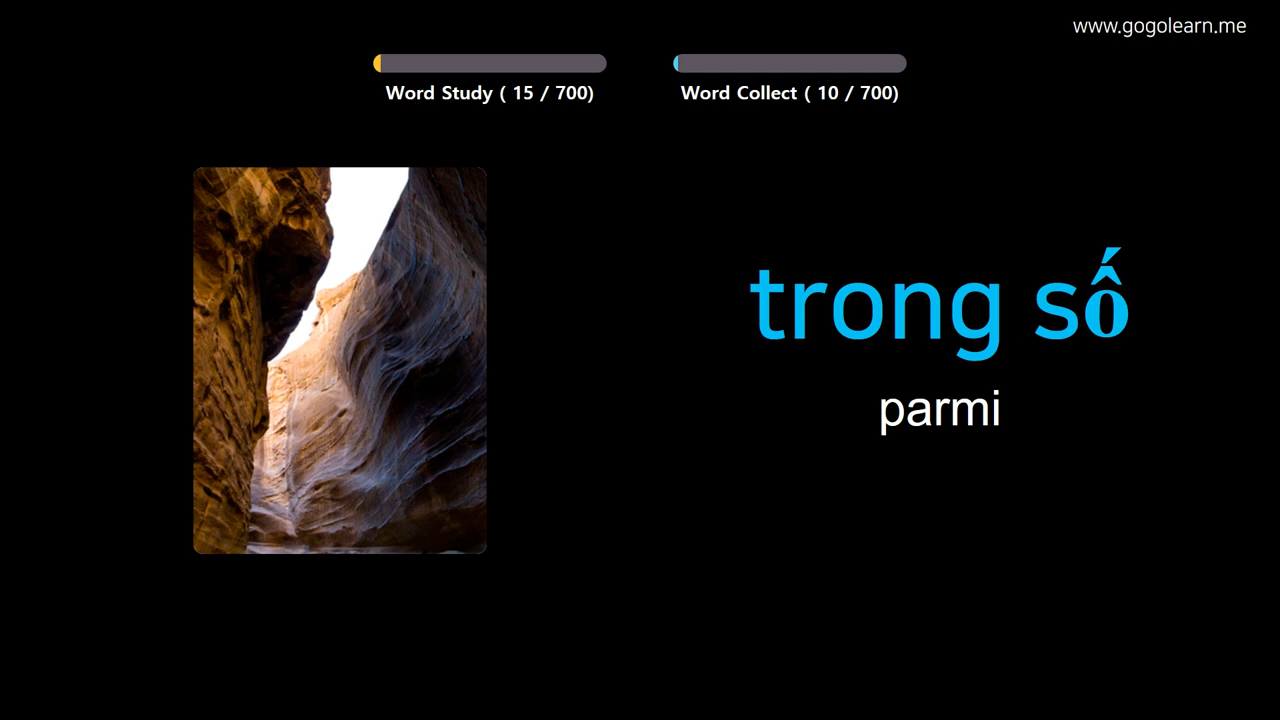 www.gogolearn.me
Word Study ( 15 / 700)
Word Collect ( 10 / 700)
trong số
parmi